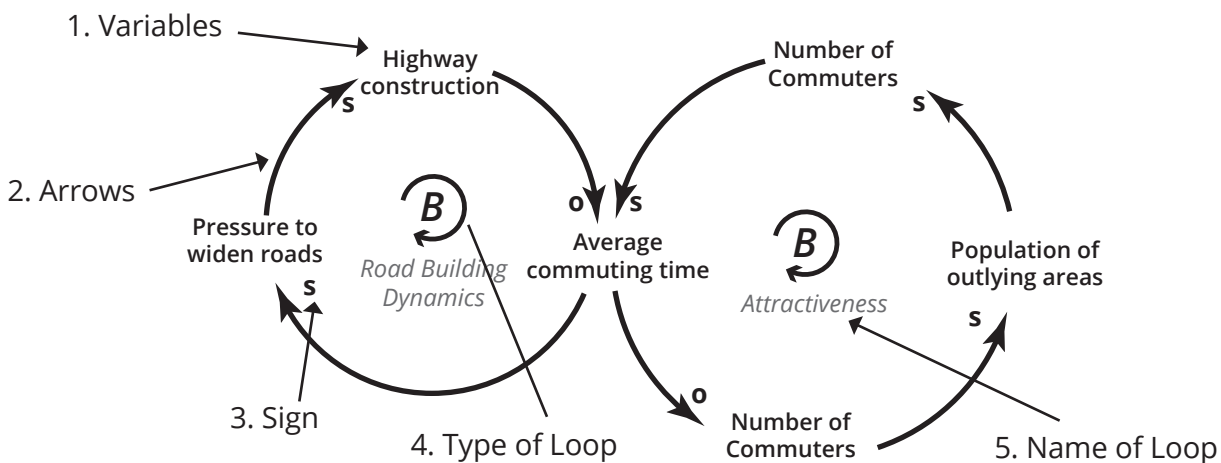 1. Variables
Highway
construction
s
Number of
Commuters
s
2. Arrows
B
Road Building
Dynamics
Pressure to
widen roads
s
o
s
Average
commuting time
B
Attractiveness
Population of
outlying areas
s
3. Sign
4. Type of Loop
o
Number of
Commuters
5. Name of Loop